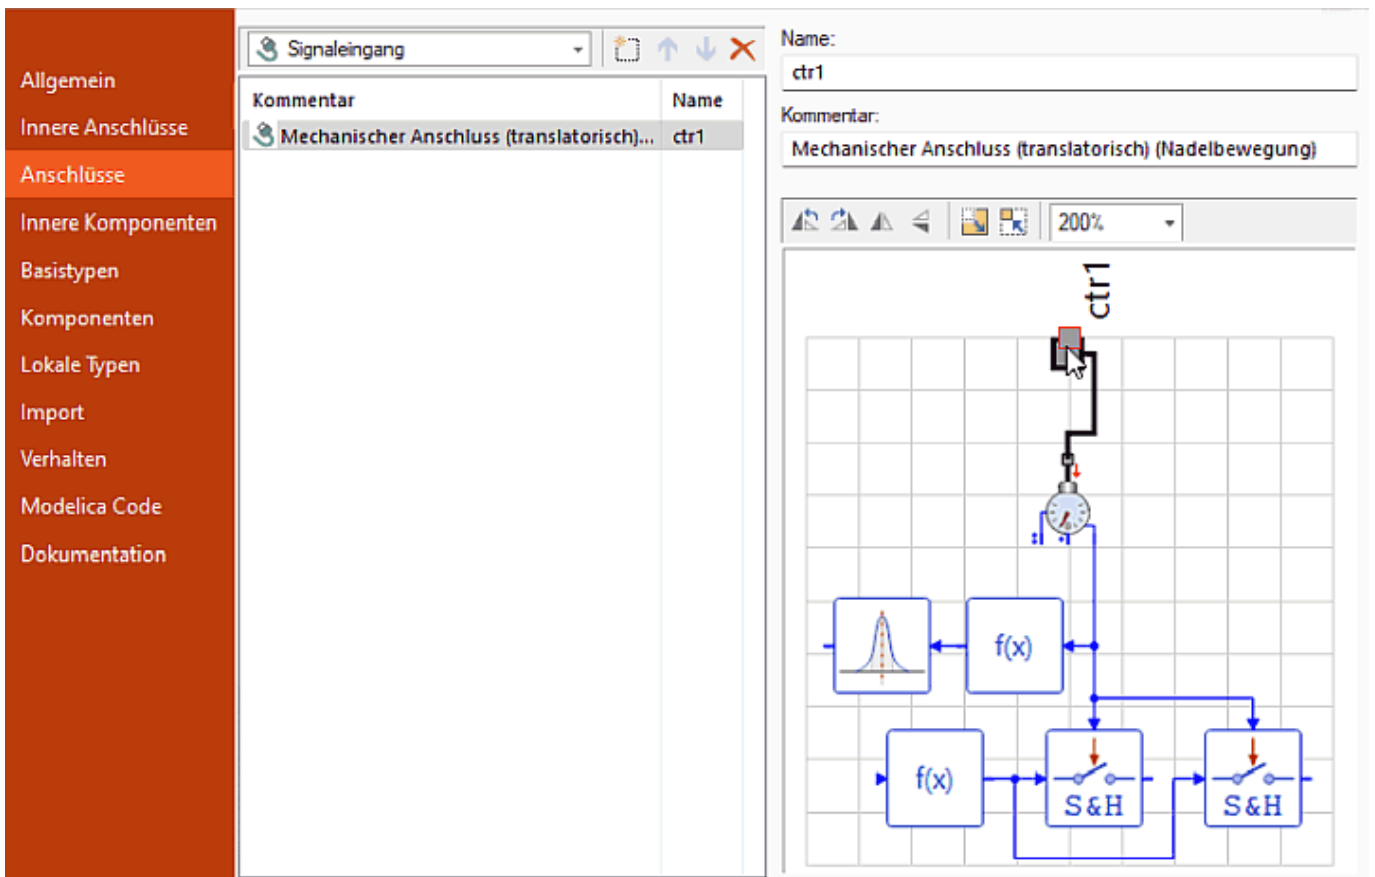 Allgemein
Innere Anschlüsse
Anschlüsse
Innere Komponenten
Basistypen
Komponenten
Lokale Typen
Import
Verhalten
Modelica Code
Dokumentation
Signaleingang
Kommentar Name
Mechanischer Anschluss (translatorisch)... ctr1
Name:
ctr1
Kommentar:
Mechanischer Anschluss (translatorisch) (Nadelbewegung)
200%
ctr1
f(x)
f(x)
S&H
S&H